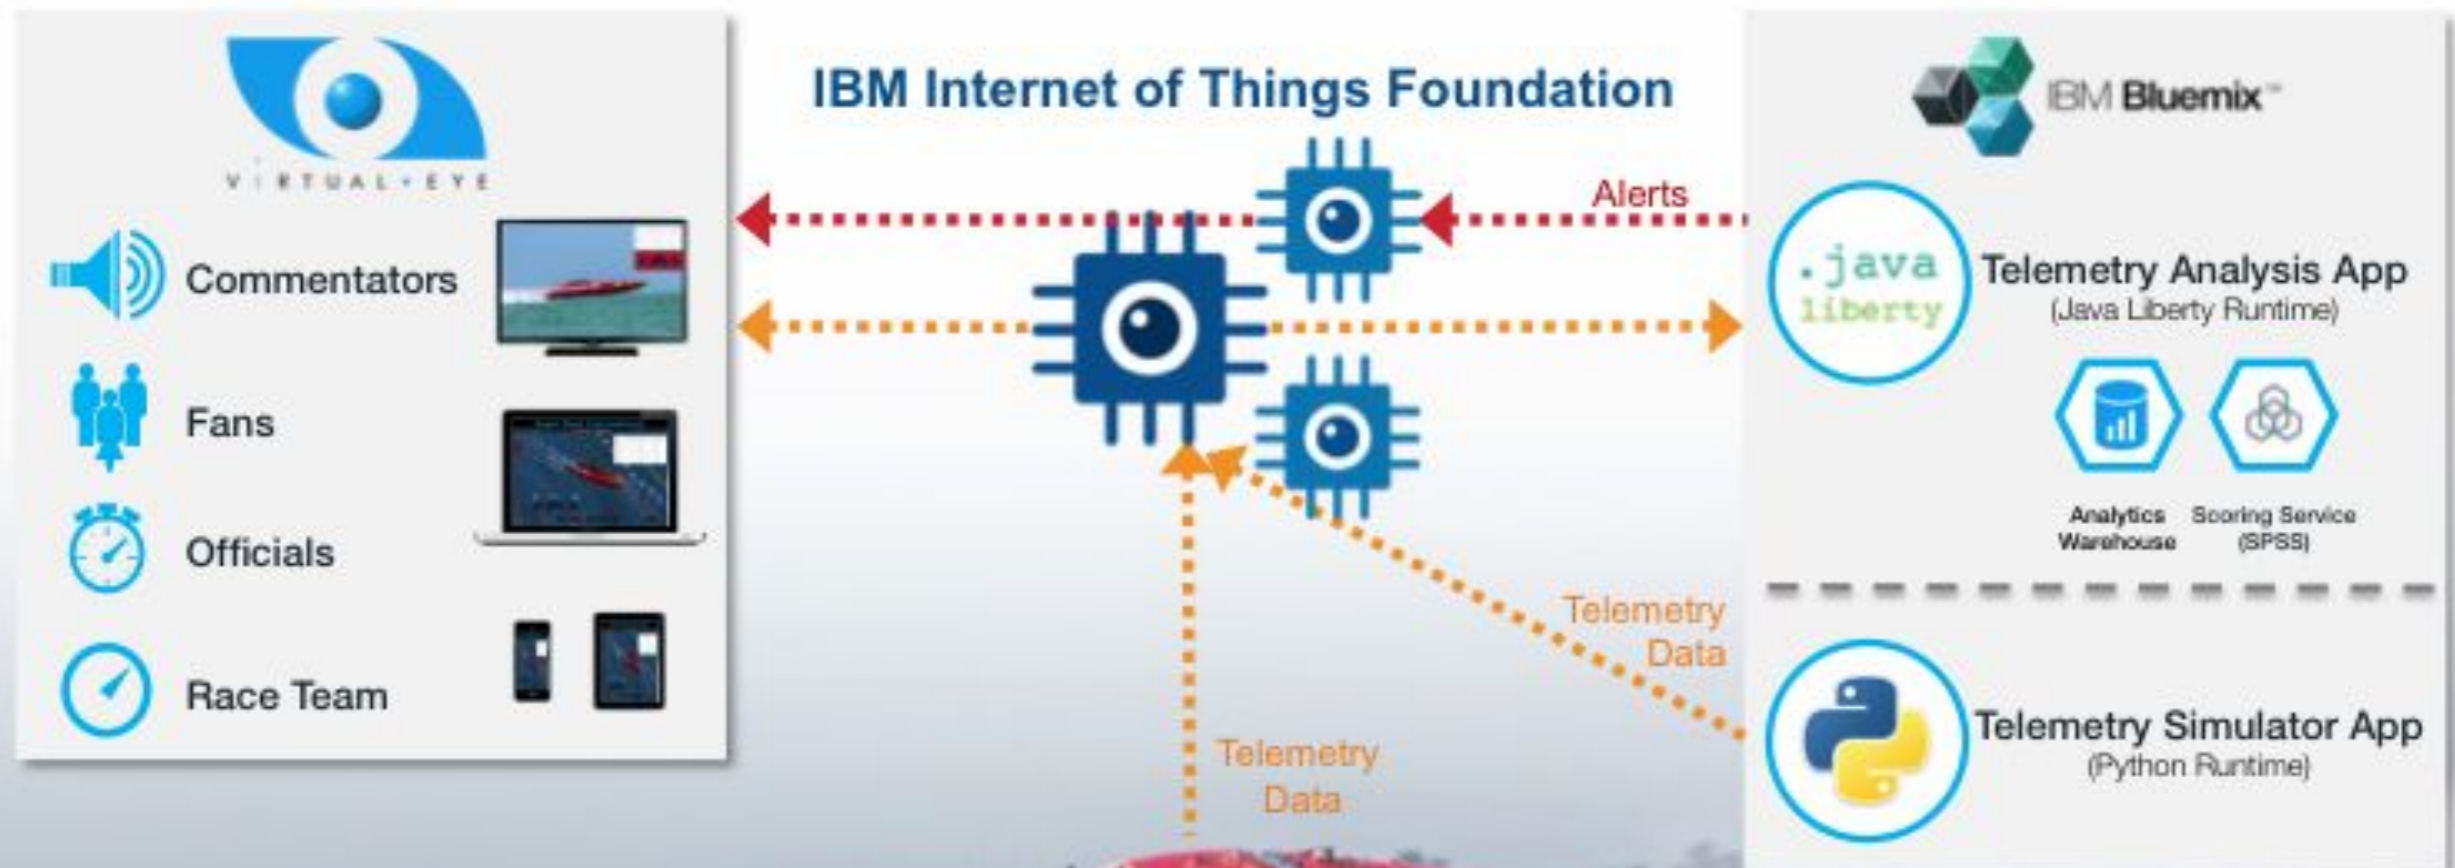 VIRTUAL EYE
Commentators
Fans
Officials
Race Team
IBM Internet of Things Foundation
Alerts
Telemetry
Data
Telemetry
Data
IBM Bluemix™
.java
liberty
Telemetry Analysis App
(Java Liberty Runtime)
Analytics
Warehouse
Scoring Service
(SPSS)
Telemetry Simulator App
(Python Runtime)